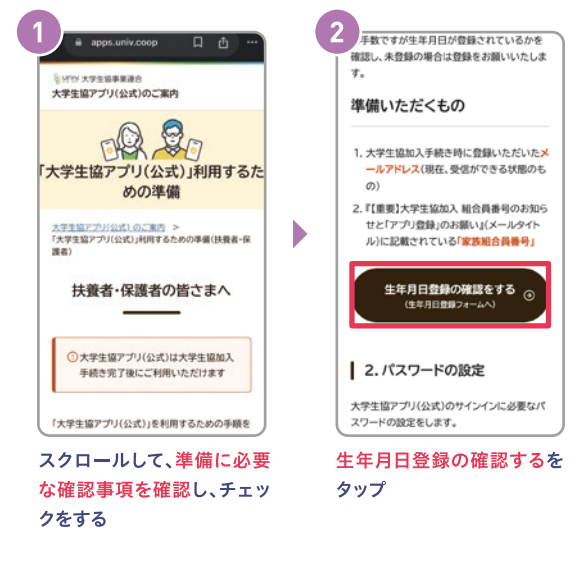 1
apps.univ.coop
大学生協事業連合
大学生協アプリ(公式)のご案内
「大学生協アプリ(公式)」利用するた
めの準備
大学生協アプリ(公式) のご案内 >
「大学生協アプリ(公式)」利用するための準備(扶養者・保
護者)
扶養者・保護者の皆さまへ
大学生協アプリ(公式)は大学生協加入
手続き完了後にご利用いただけます
「大学生協アプリ(公式)」を利用するための手順を
スクロールして、準備に必要
な確認事項を確認し、チェッ
クをする
2
手数ですが生年月日が登録されているかを
確認し、未登録の場合は登録をお願いいたしま
す。
準備いただくもの
1. 大学生協加入手続き時に登録いただいたメ
ールアドレス(現在、受信ができる状態のも
の)
2. 『【重要】大学生協加入 組合員番号のお知ら
せと「アプリ登録」のお願い』(メールタイト
ル)に記載されている「家族組合員番号」
生年月日登録の確認をする
(生年月日登録フォームへ)
2. パスワードの設定
大学生協アプリ(公式)のサインインに必要なパ
スワードの設定をします。
生年月日登録の確認するを
タップ